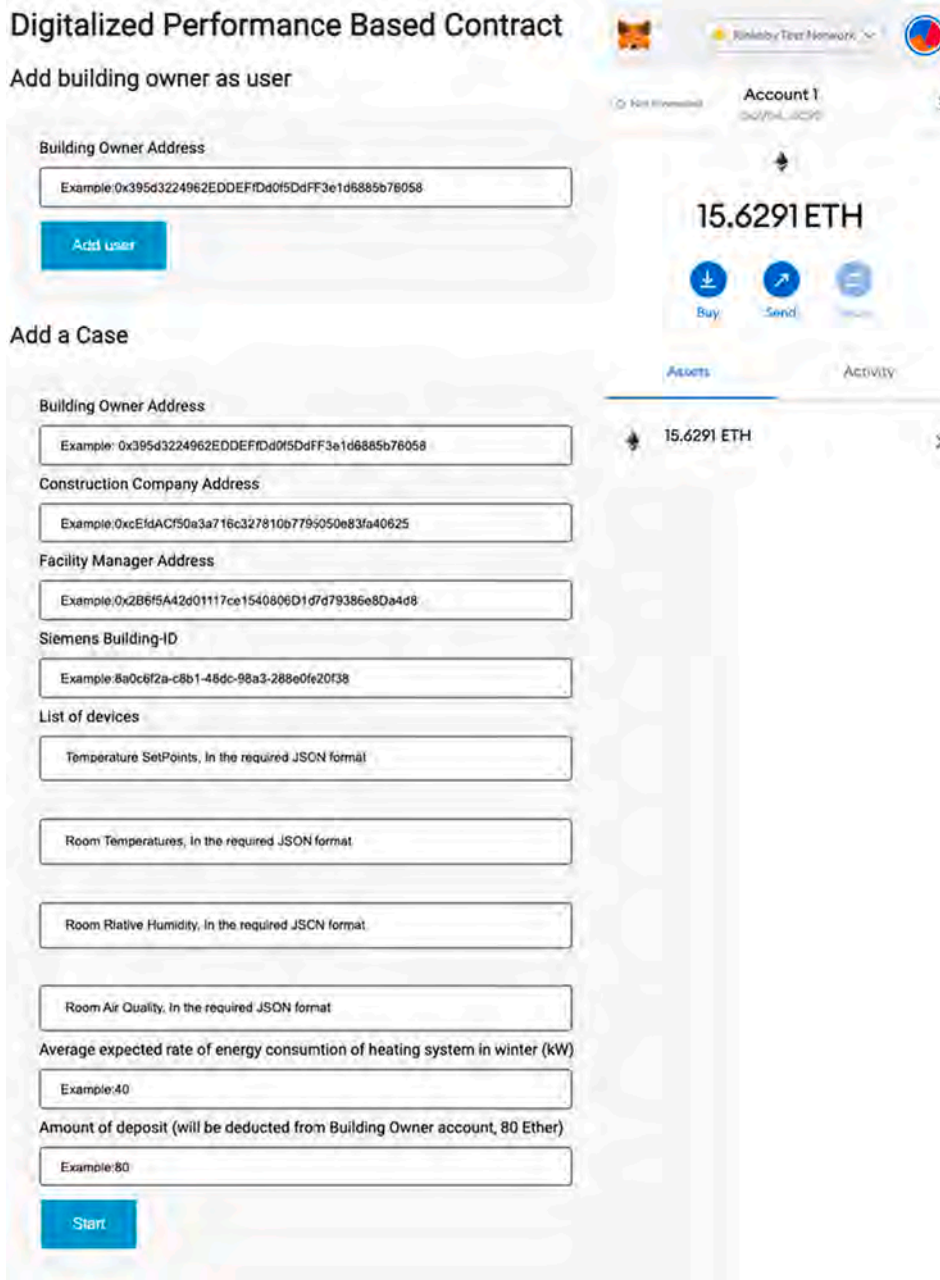 Digitalized Performance Based Contract
Add building owner as user
Building Owner Address
Example:0x395d3224962EDDEFfDd0f5DdFF3e1d6885b76058
Add user
Add a Case
Building Owner Address
Example: 0x395d3224962EDDEFfDd0f5DdFF3e1d6885b76058
Construction Company Address
Example:0xcEfdACf50a3a716c327810b7795050e83fa40625
Facility Manager Address
Example:0x2B6f5A42d01117ce1540806D1d7d79386e8Da4d8
Siemens Building-ID
Example:8a0c6f2a-c8b1-48dc-98a3-288e0fe20f38
List of devices
Temperature SetPoints, In the required JSON format
Room Temperatures, In the required JSON format
Room Rlative Humidity, In the required JSON format
Room Air Quality, In the required JSON format
Average expected rate of energy consumtion of heating system in winter (kW)
Example:40
Amount of deposit (will be deducted from Building Owner account, 80 Ether)
Example:80
Start
Rinkeby Test Network
Account 1
15.6291 ETH
Buy
Send
Assets
Activity
15.6291 ETH